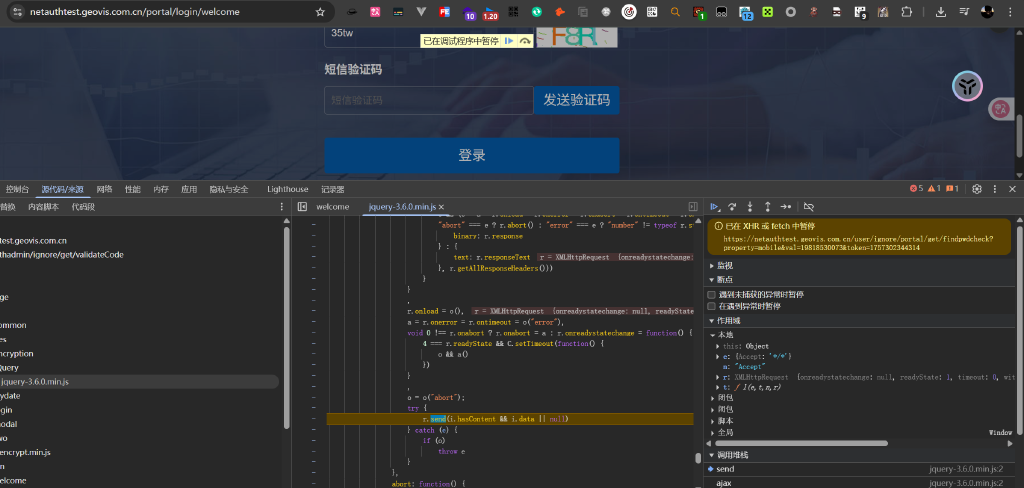 netauthtest.geovis.com.cn/portal/login/welcome
10
1.20
1
12
9
35tw
已在调试程序中暂停
F8R
短信验证码
短信验证码
发送验证码
登录
控制台 源代码/来源 网络 性能 内存 应用 隐私与安全 Lighthouse 记录器
5 1 1
替换 内容脚本 代码段
test.geovis.com.cn
thadmin/ignore/get/validateCode
ge
ommon
es
ncryption
Query
jquery-3.6.0.min.js
ydate
gin
odal
wo
encrypt.min.js
n
elcome
welcome jquery-3.6.0.min.js
"abort" === e ? r.abort() : "error" === e ? "number" != typeof r.st
binary: r.response
} : {
text: r.responseText r = XMLHttpRequest {onreadystatechange:
}, r.getAllResponseHeaders()))
}
}
,
r.onload = o(), r = XMLHttpRequest {onreadystatechange: null, readySta
a = r.onerror = r.ontimeout = o("error"),
void 0 !== r.onabort ? r.onabort = a : r.onreadystatechange = function() {
4 === r.readyState && C.setTimeout(function() {
o && a()
})
}
,
o = o("abort");
try {
r.send(i.hasContent && i.data || null)
} catch (e) {
if (o)
throw e
}
},
abort: function() {
已在 XHR 或 fetch 中暂停
https://netauthtest.geovis.com.cn/user/ignore/portal/get/findpwdcheck?
property=mobile&val=19818930073&token=1757302344314
监视
断点
遇到未捕获的异常时暂停
在遇到异常时暂停
作用域
本地
this: Object
e: {Accept: '*/*'}
n: "Accept"
r: XMLHttpRequest {onreadystatechange: null, readyState: 1, timeout: 0, wit
t: ƒ l(e,t,n,r)
闭包
闭包
脚本
全局 Window
调用堆栈
send jquery-3.6.0.min.js:2
ajax jquery-3.6.0.min.js:2